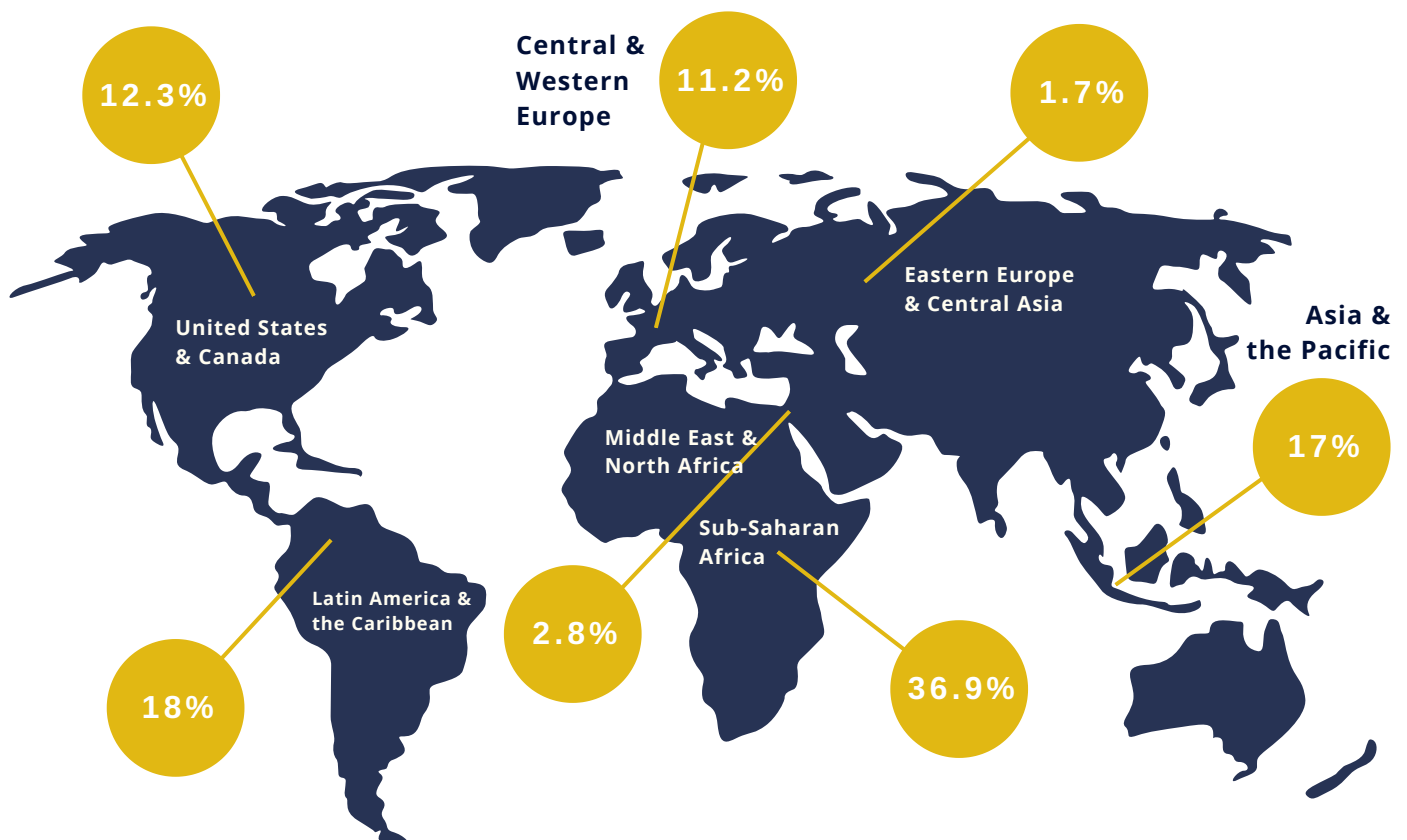 12.3%
Central &
Western
Europe
11.2%
1.7%
United States
& Canada
Eastern Europe
& Central Asia
Asia &
the Pacific
17%
Middle East &
North Africa
Sub-Saharan
Africa
Latin America &
the Caribbean
18%
2.8%
36.9%